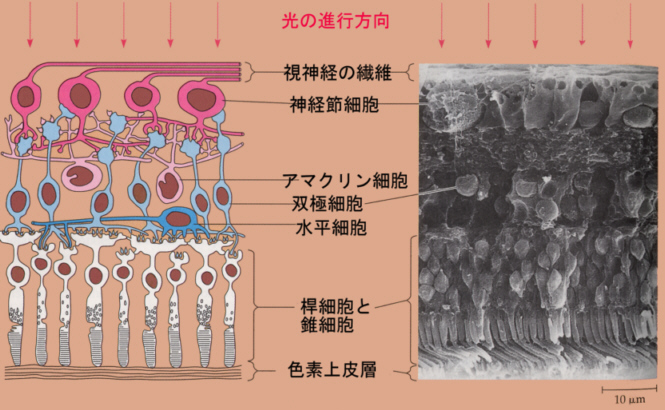 光の進行方向
視神経の繊維
神経節細胞
アマクリン細胞
双極細胞
水平細胞
桿細胞と
錐細胞
色素上皮層
10 μm